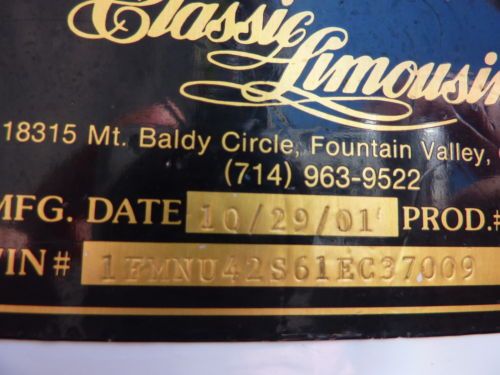 Classic
Limousin
18315 Mt. Baldy Circle, Fountain Valley,
(714) 963-9522
MFG. DATE 10/29/01 PROD.#
VIN# 1FMNU42S61EC37009